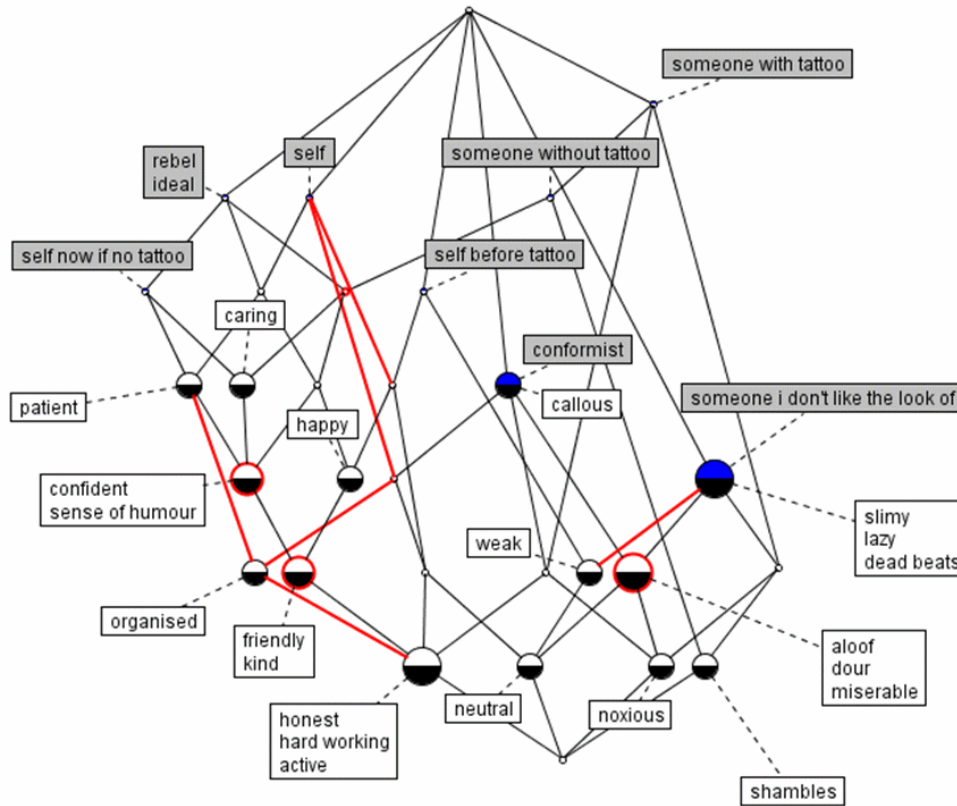 someone with tattoo
rebel
ideal
self
someone without tattoo
self now if no tattoo
self before tattoo
caring
conformist
patient
callous
someone i don't like the look of
happy
confident
sense of humour
slimy
lazy
dead beats
weak
organised
friendly
kind
aloof
dour
miserable
neutral
noxious
honest
hard working
active
shambles